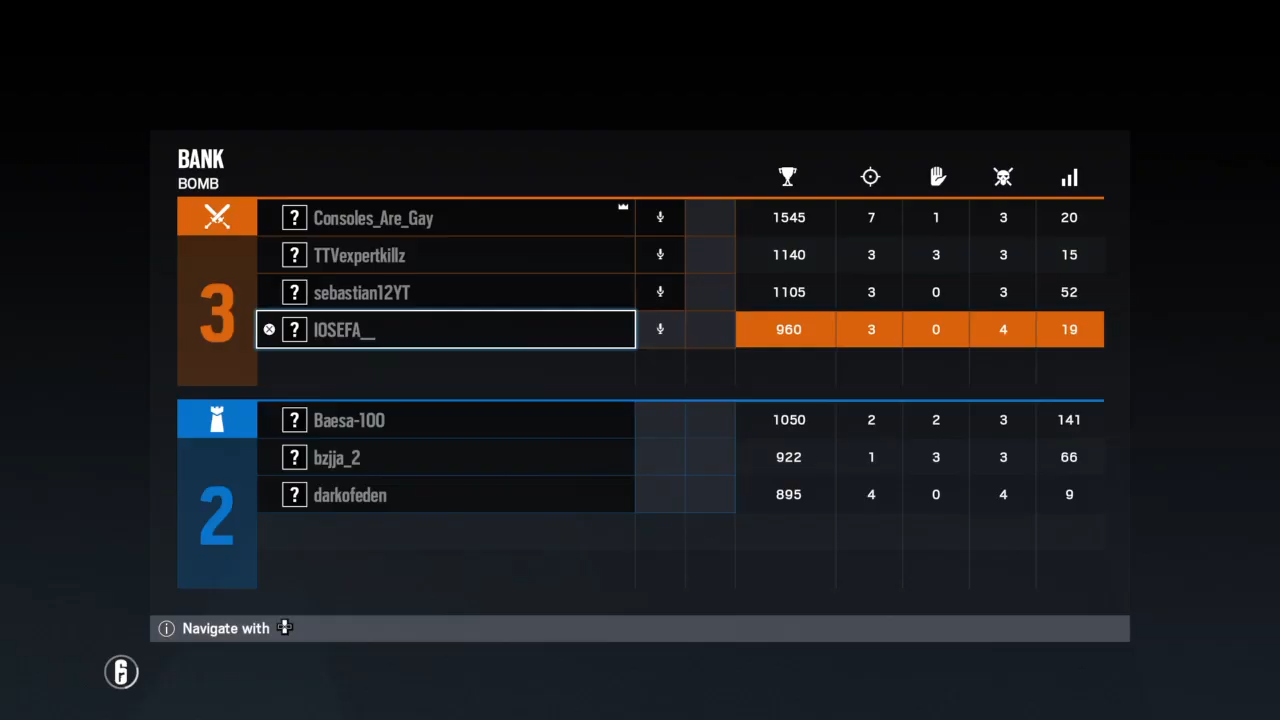 BANK
BOMB
3
? Consoles_Are_Gay 1545 7 1 3 20
? TTVexpertkillz 1140 3 3 3 15
? sebastian12YT 1105 3 0 3 52
? IOSEFA__ 960 3 0 4 19
2
? Baesa-100 1050 2 2 3 141
? bzjja_2 922 1 3 3 66
? darkofeden 895 4 0 4 9
Navigate with
6